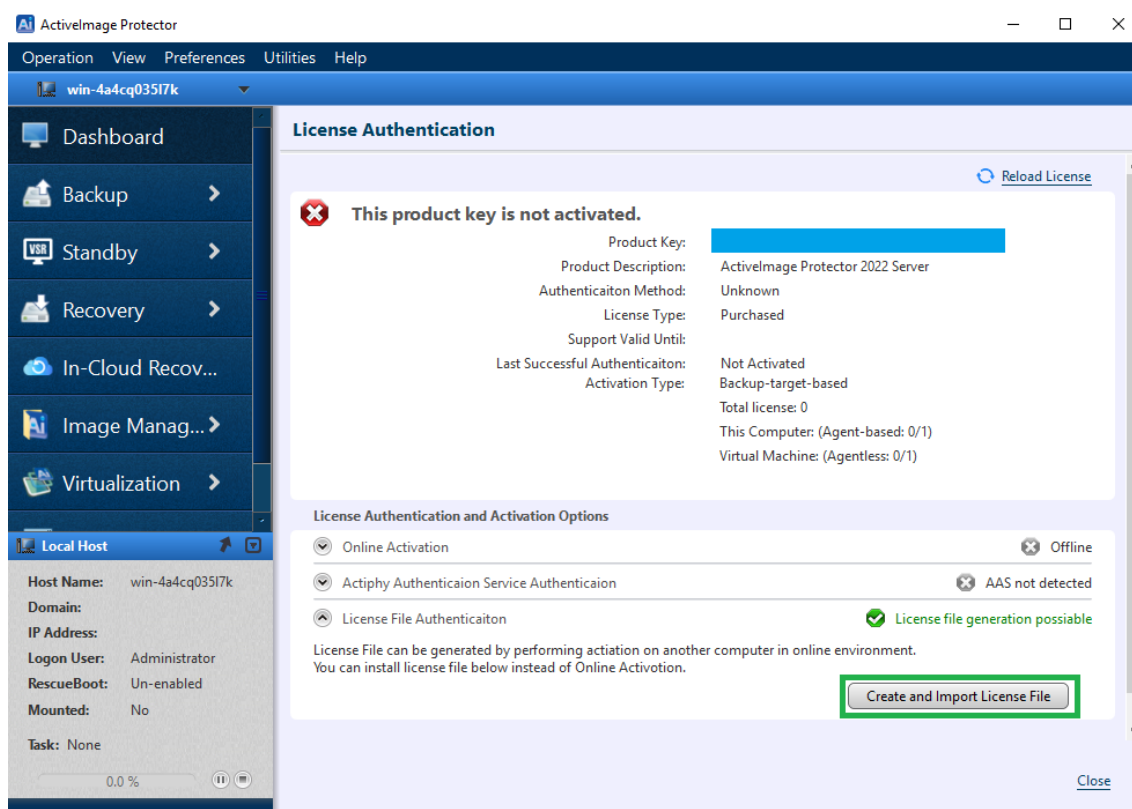 ActiveImage Protector
Operation View Preferences Utilities Help
win-4a4cq035l7k
Dashboard
Backup
Standby
Recovery
In-Cloud Recov...
Image Manag...
Virtualization
Local Host
Host Name: win-4a4cq035l7k
Domain:
IP Address:
Logon User: Administrator
RescueBoot: Un-enabled
Mounted: No
Task: None
0.0 %
License Authentication
Reload License
This product key is not activated.
Product Key:
Product Description: ActiveImage Protector 2022 Server
Authenticaiton Method: Unknown
License Type: Purchased
Support Valid Until:
Last Successful Authenticaiton: Not Activated
Activation Type: Backup-target-based
Total license: 0
This Computer: (Agent-based: 0/1)
Virtual Machine: (Agentless: 0/1)
License Authentication and Activation Options
Online Activation Offline
Actiphy Authenticaion Service Authenticaion AAS not detected
License File Authenticaiton License file generation possiable
License File can be generated by performing actiation on another computer in online environment.
You can install license file below instead of Online Activotion.
Create and Import License File
Close